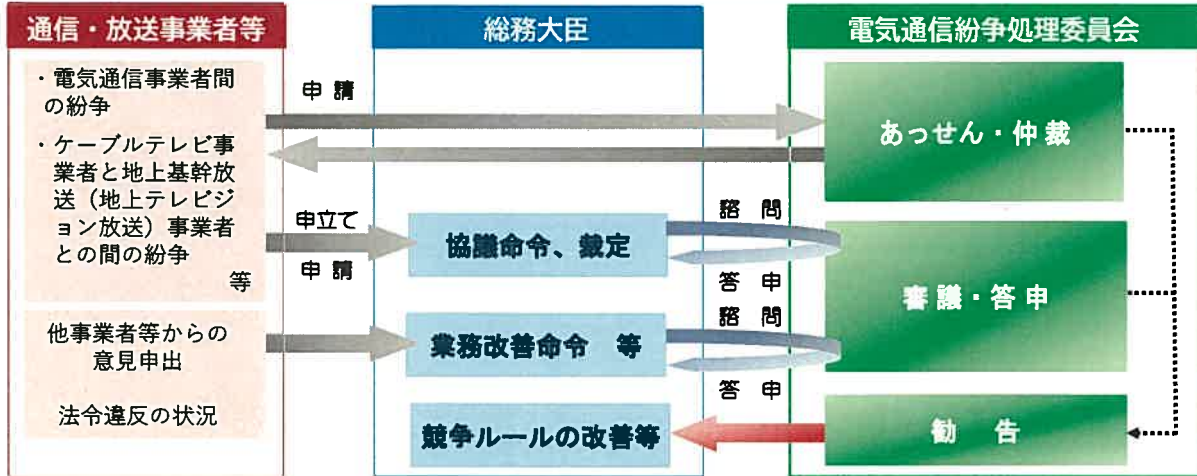 通信・放送事業者等
・電気通信事業者間
の紛争
・ケーブルテレビ事
業者と地上基幹放
送（地上テレビジ
ョン放送）事業者
との間の紛争
等
他事業者等からの
意見申出
法令違反の状況
申 請
申立て
申 請
総務大臣
協議命令、裁定
業務改善命令　等
競争ルールの改善等
諮 問
答 申
諮 問
答 申
電気通信紛争処理委員会
あっせん・仲裁
審議・答申
勧 告